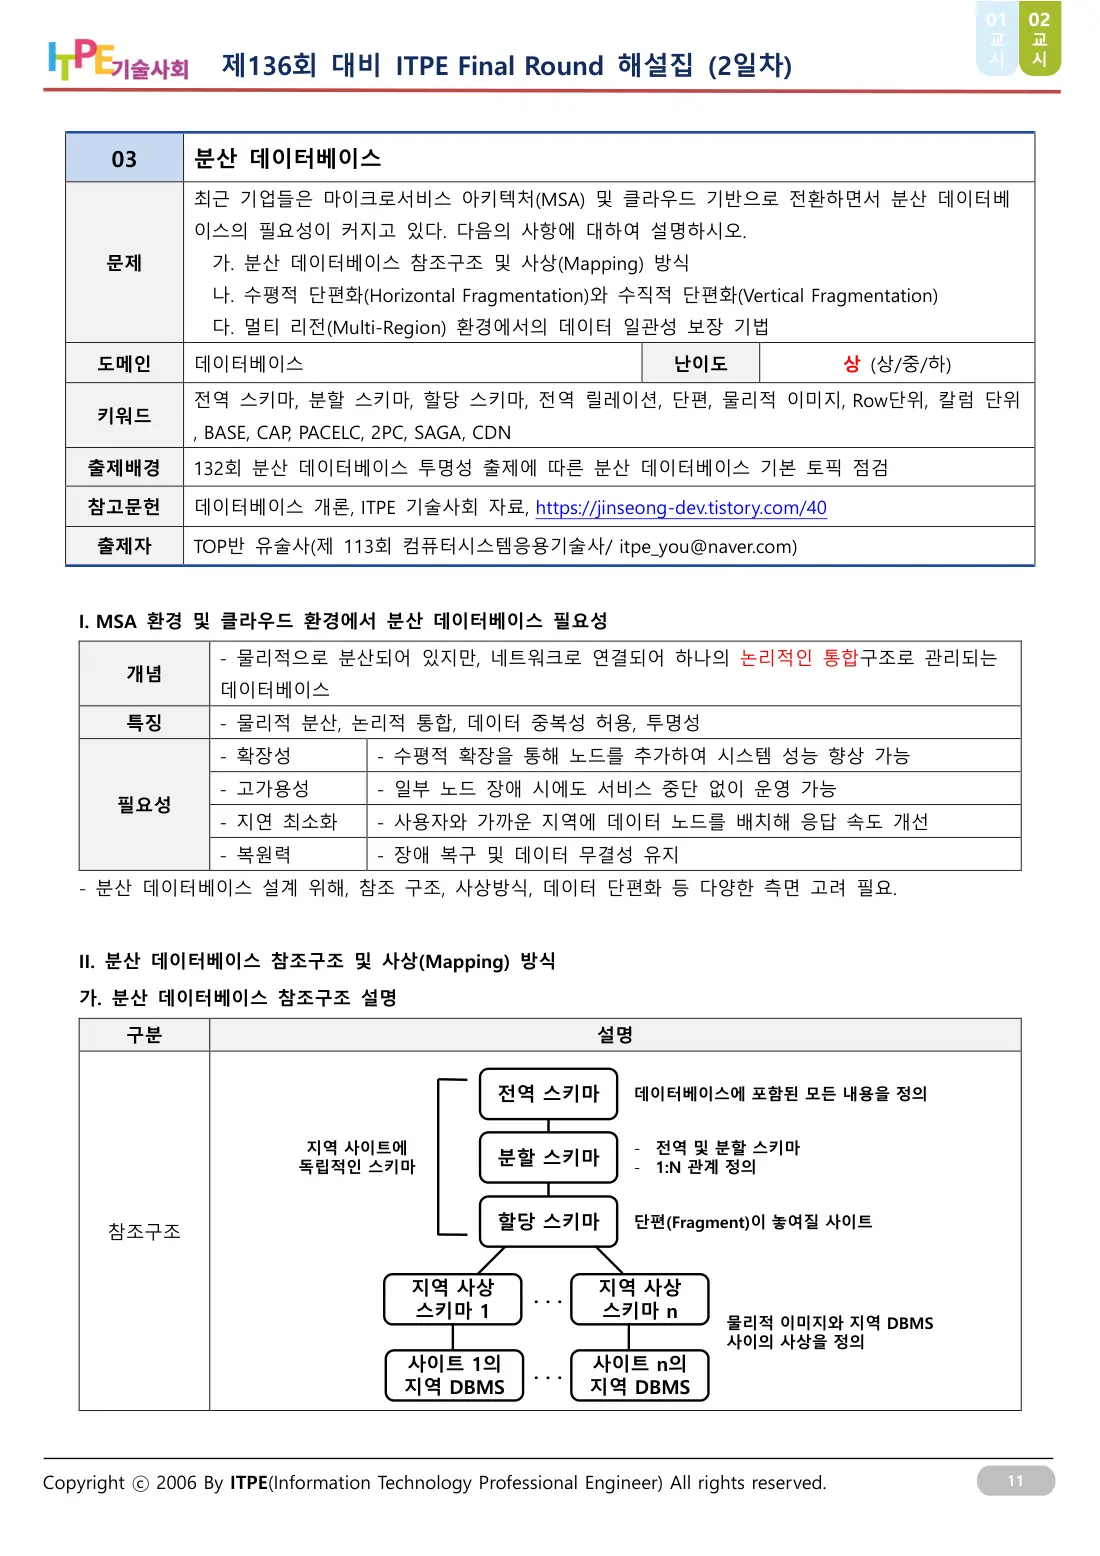 ITPE기술사회
제136회 대비 ITPE Final Round 해설집 (2일차)
01
교
시
02
교
시
03
분산 데이터베이스
문제
최근 기업들은 마이크로서비스 아키텍처(MSA) 및 클라우드 기반으로 전환하면서 분산 데이터베
이스의 필요성이 커지고 있다. 다음의 사항에 대하여 설명하시오.
가. 분산 데이터베이스 참조구조 및 사상(Mapping) 방식
나. 수평적 단편화(Horizontal Fragmentation)와 수직적 단편화(Vertical Fragmentation)
다. 멀티 리전(Multi-Region) 환경에서의 데이터 일관성 보장 기법
도메인
데이터베이스
난이도
상 (상/중/하)
키워드
전역 스키마, 분할 스키마, 할당 스키마, 전역 릴레이션, 단편, 물리적 이미지, Row단위, 칼럼 단위
, BASE, CAP, PACELC, 2PC, SAGA, CDN
출제배경
132회 분산 데이터베이스 투명성 출제에 따른 분산 데이터베이스 기본 토픽 점검
참고문헌
데이터베이스 개론, ITPE 기술사회 자료, https://jinseong-dev.tistory.com/40
출제자
TOP반 유술사(제 113회 컴퓨터시스템응용기술사/ itpe_you@naver.com)
I. MSA 환경 및 클라우드 환경에서 분산 데이터베이스 필요성
개념
- 물리적으로 분산되어 있지만, 네트워크로 연결되어 하나의 논리적인 통합구조로 관리되는
데이터베이스
특징
- 물리적 분산, 논리적 통합, 데이터 중복성 허용, 투명성
필요성
- 확장성
- 수평적 확장을 통해 노드를 추가하여 시스템 성능 향상 가능
- 고가용성
- 일부 노드 장애 시에도 서비스 중단 없이 운영 가능
- 지연 최소화
- 사용자와 가까운 지역에 데이터 노드를 배치해 응답 속도 개선
- 복원력
- 장애 복구 및 데이터 무결성 유지
- 분산 데이터베이스 설계 위해, 참조 구조, 사상방식, 데이터 단편화 등 다양한 측면 고려 필요.
II. 분산 데이터베이스 참조구조 및 사상(Mapping) 방식
가. 분산 데이터베이스 참조구조 설명
구분
설명
참조구조
지역 사이트에
독립적인 스키마
전역 스키마
데이터베이스에 포함된 모든 내용을 정의
분할 스키마
- 전역 및 분할 스키마
- 1:N 관계 정의
할당 스키마
단편(Fragment)이 놓여질 사이트
지역 사상
스키마 1
. . .
지역 사상
스키마 n
물리적 이미지와 지역 DBMS
사이의 사상을 정의
사이트 1의
지역 DBMS
. . .
사이트 n의
지역 DBMS
Copyright ⓒ 2006 By ITPE(Information Technology Professional Engineer) All rights reserved.
11